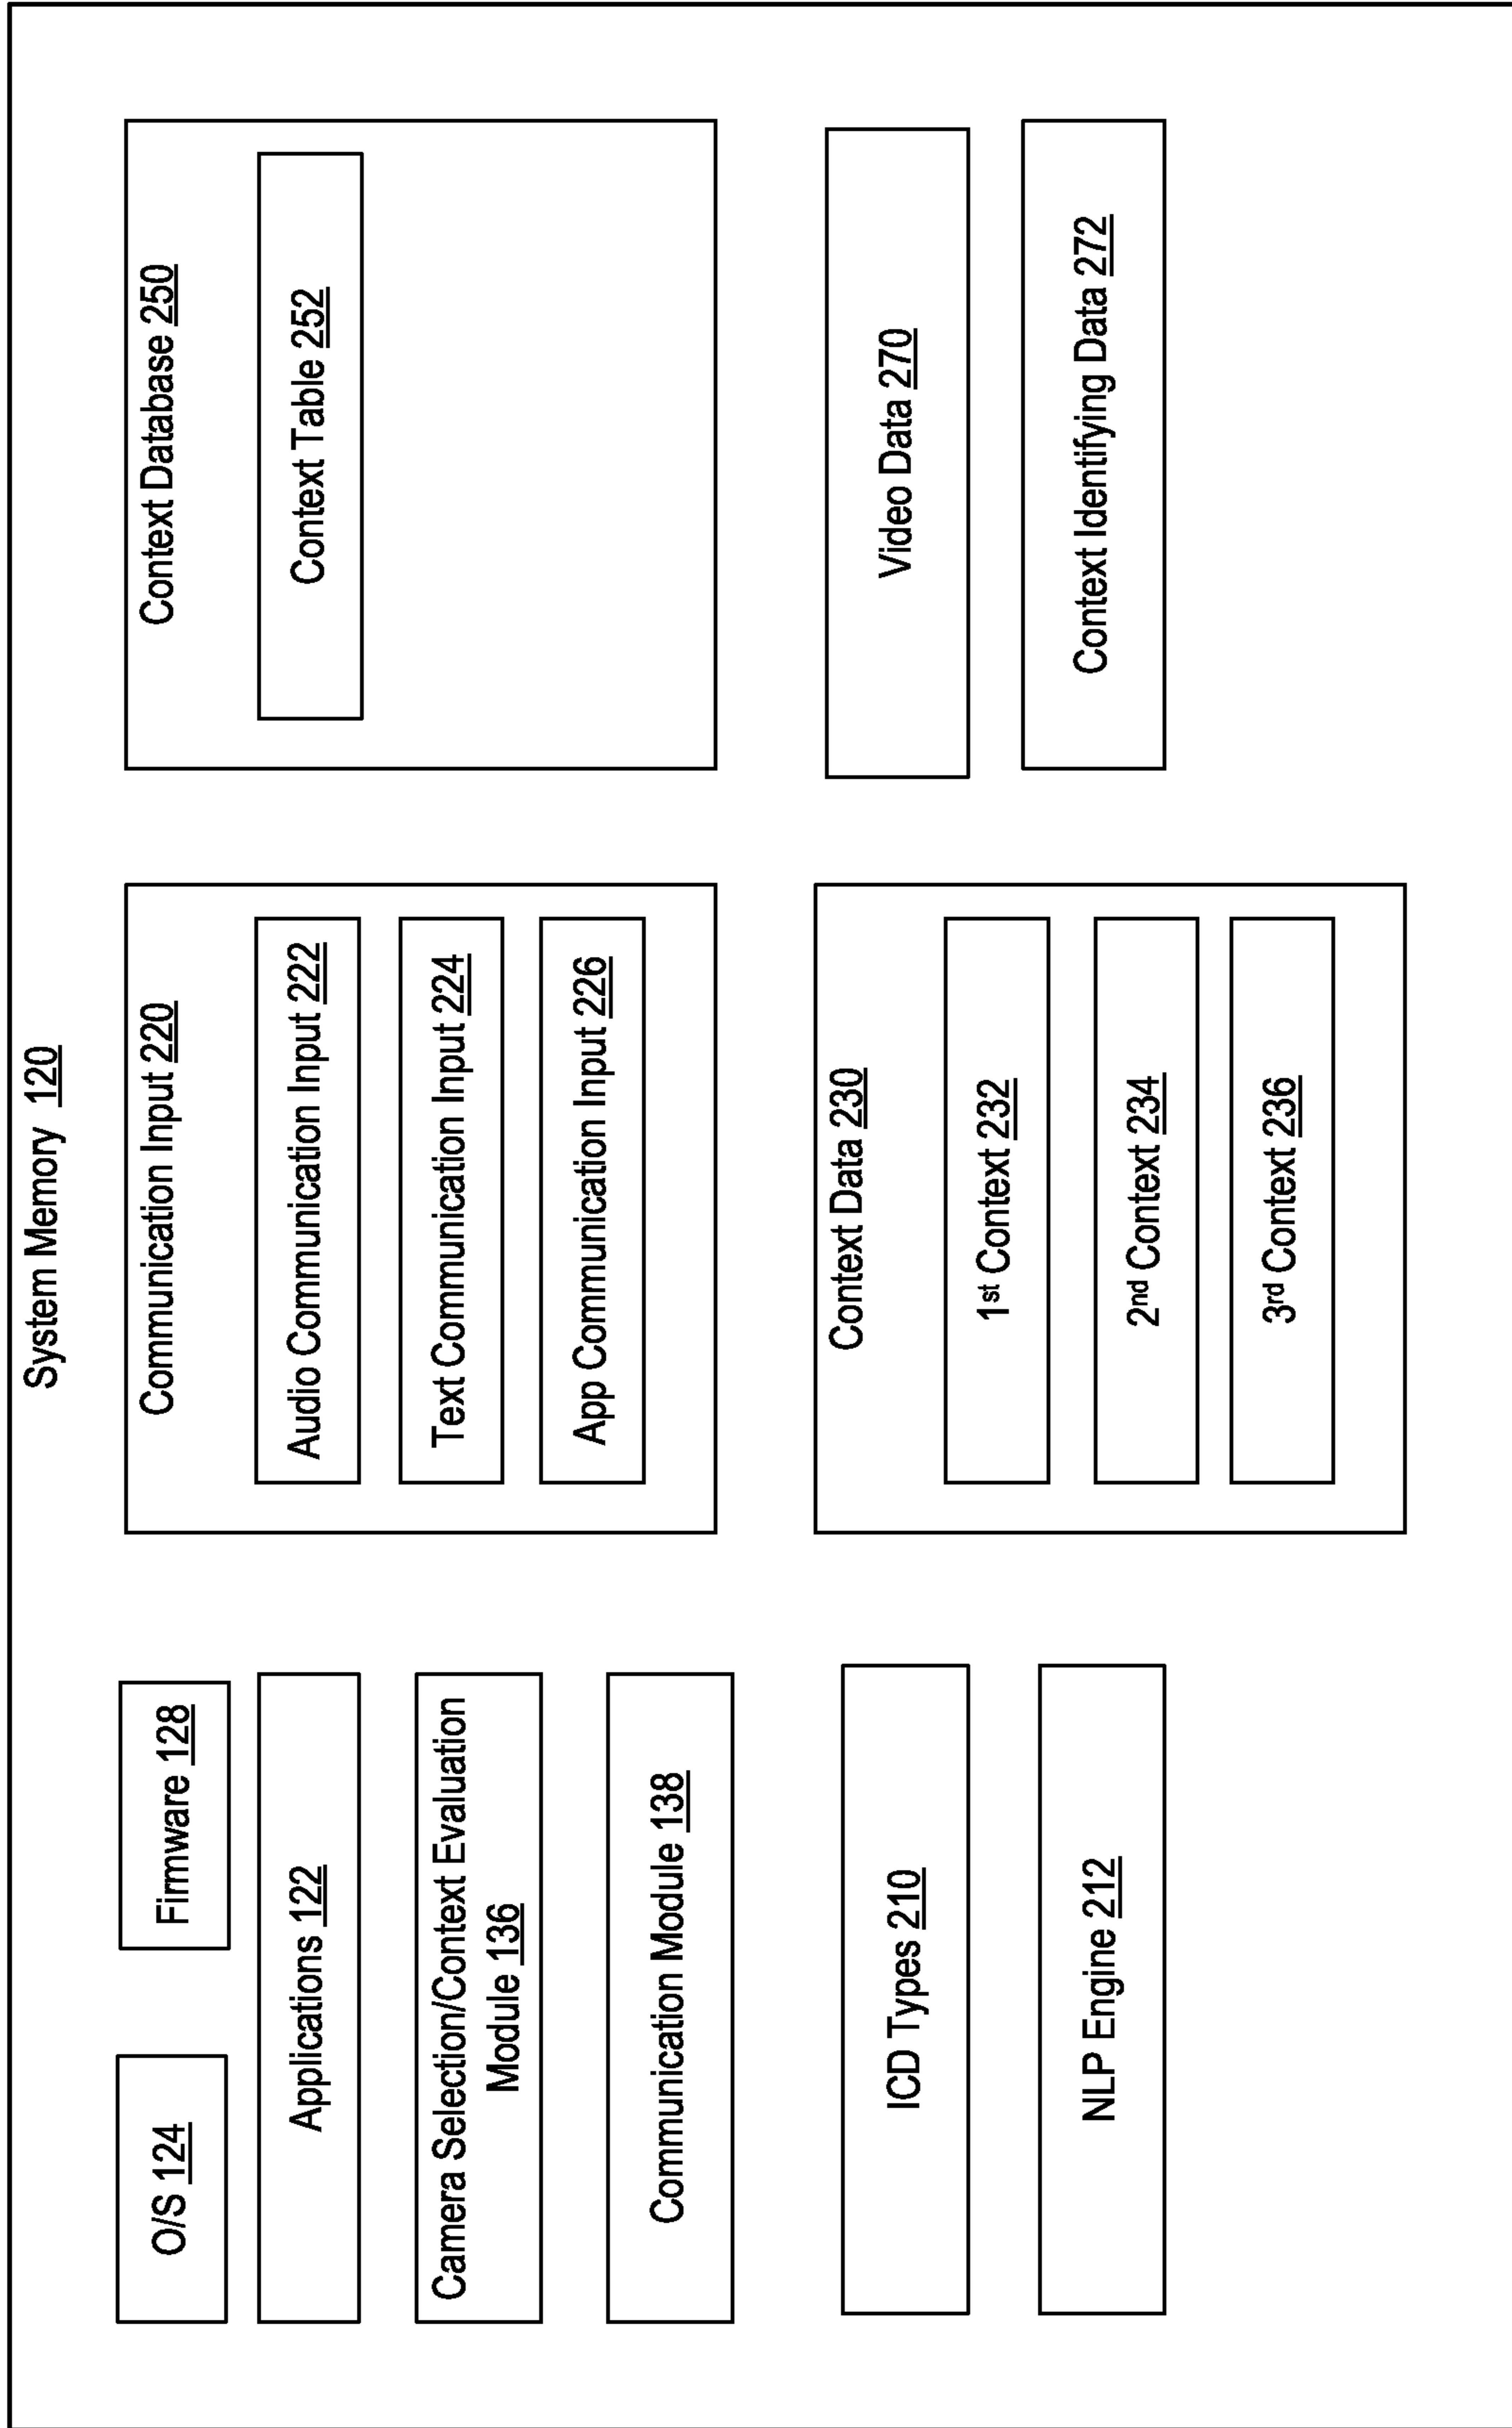 System Memory 120
O/S 124
Firmware 128
Applications 122
Camera Selection/Context Evaluation
Module 136
Communication Module 138
ICD Types 210
NLP Engine 212
Communication Input 220
Audio Communication Input 222
Text Communication Input 224
App Communication Input 226
Context Data 230
1st Context 232
2nd Context 234
3rd Context 236
Context Database 250
Context Table 252
Video Data 270
Context Identifying Data 272